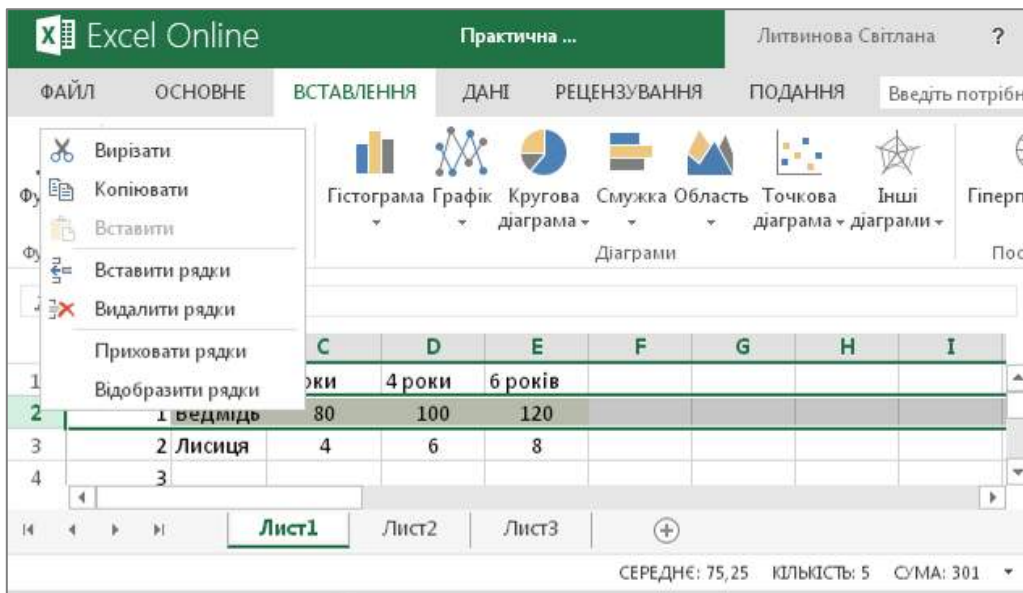 Excel Online Практична ... Литвинова Світлана ?
ФАЙЛ ОСНОВНЕ ВСТАВЛЕННЯ ДАНІ РЕЦЕНЗУВАННЯ ПОДАННЯ Введіть потрібн
Вирізати
Копіювати
Вставити
Вставити рядки
Видалити рядки
Приховати рядки
Відобразити рядки
Гістограма Графік Кругова діаграма Смужка Область Точкова діаграма Інші діаграми Гіперп
Діаграми Пос
C D E F G H I
1 оки 4 роки 6 років
2 1 Ведмідь 80 100 120
3 2 Лисиця 4 6 8
4 3
Лист1 Лист2 Лист3
СЕРЕДНЄ: 75,25 КІЛЬКІСТЬ: 5 СУМА: 301